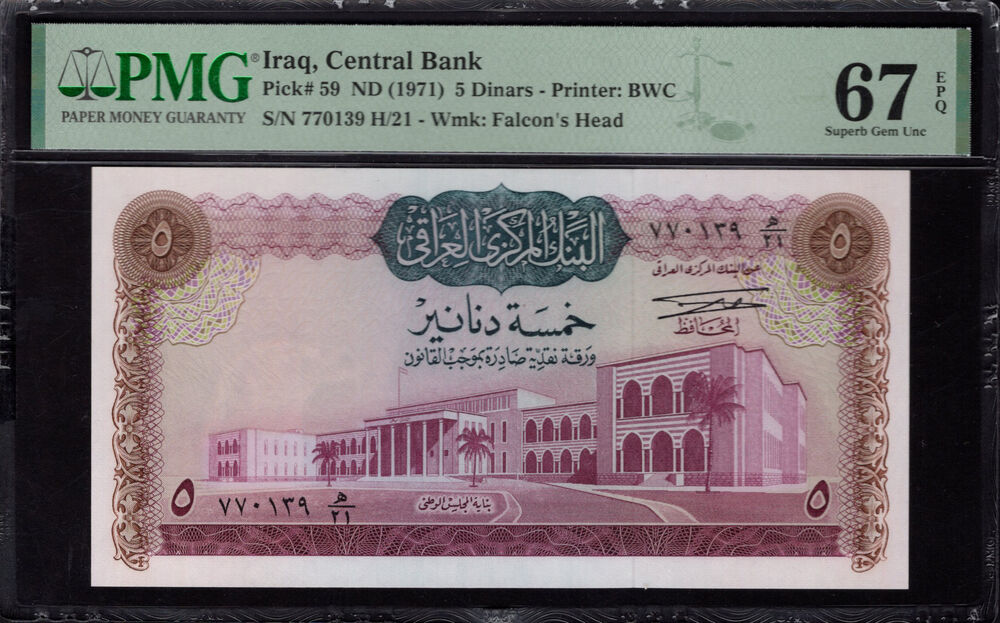 PMG®
PAPER MONEY GUARANTY
Iraq, Central Bank
Pick# 59 ND (1971) 5 Dinars - Printer: BWC
S/N 770139 H/21 - Wmk: Falcon's Head
67
EPQ
Superb Gem Unc
٥
البنك المركزي العراقي
٧٧٠١٣٩ ھ/٢١
٥
عن البنك المركزي العراقي
المحافظ
خمسة دنانير
ورقة نقدية صادرة بموجب القانون
٥
٧٧٠١٣٩ ھ/٢١
بناية المجلس الوطني
٥